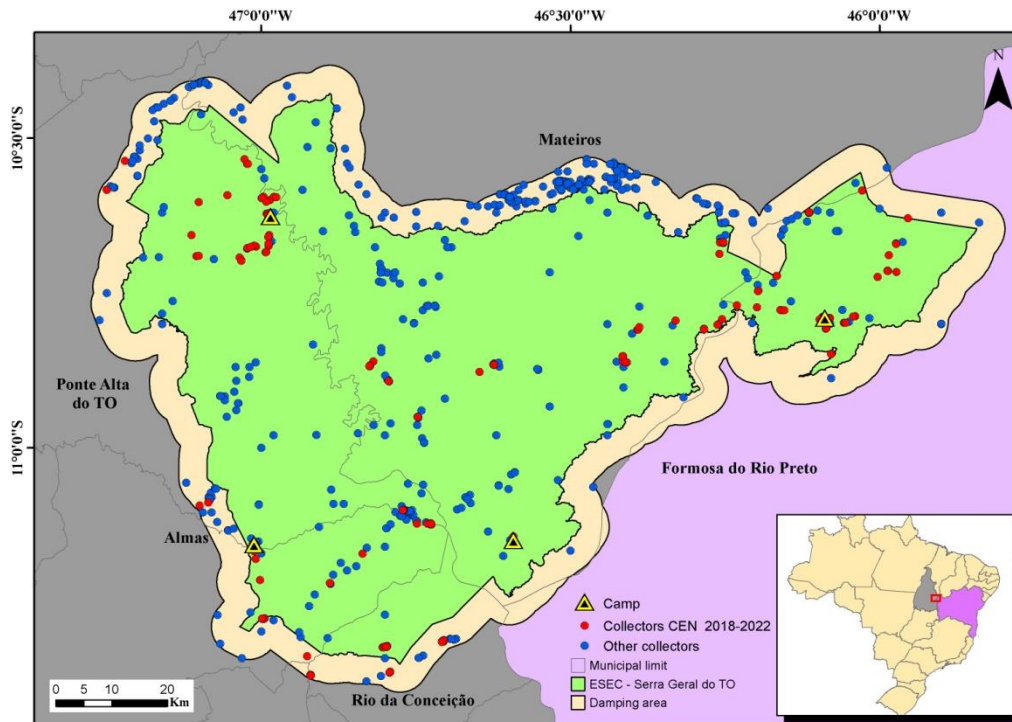 47°0'0"W
46°30'0"W
46°0'0"W
N
10°30'0"S
Mateiros
Ponte Alta
do TO
11°0'0"S
Formosa do Rio Preto
Almas
Camp
Collectors CEN 2018-2022
Other collectors
Municipal limit
ESEC - Serra Geral do TO
Damping area
0 5 10 20
Km
Rio da Conceição